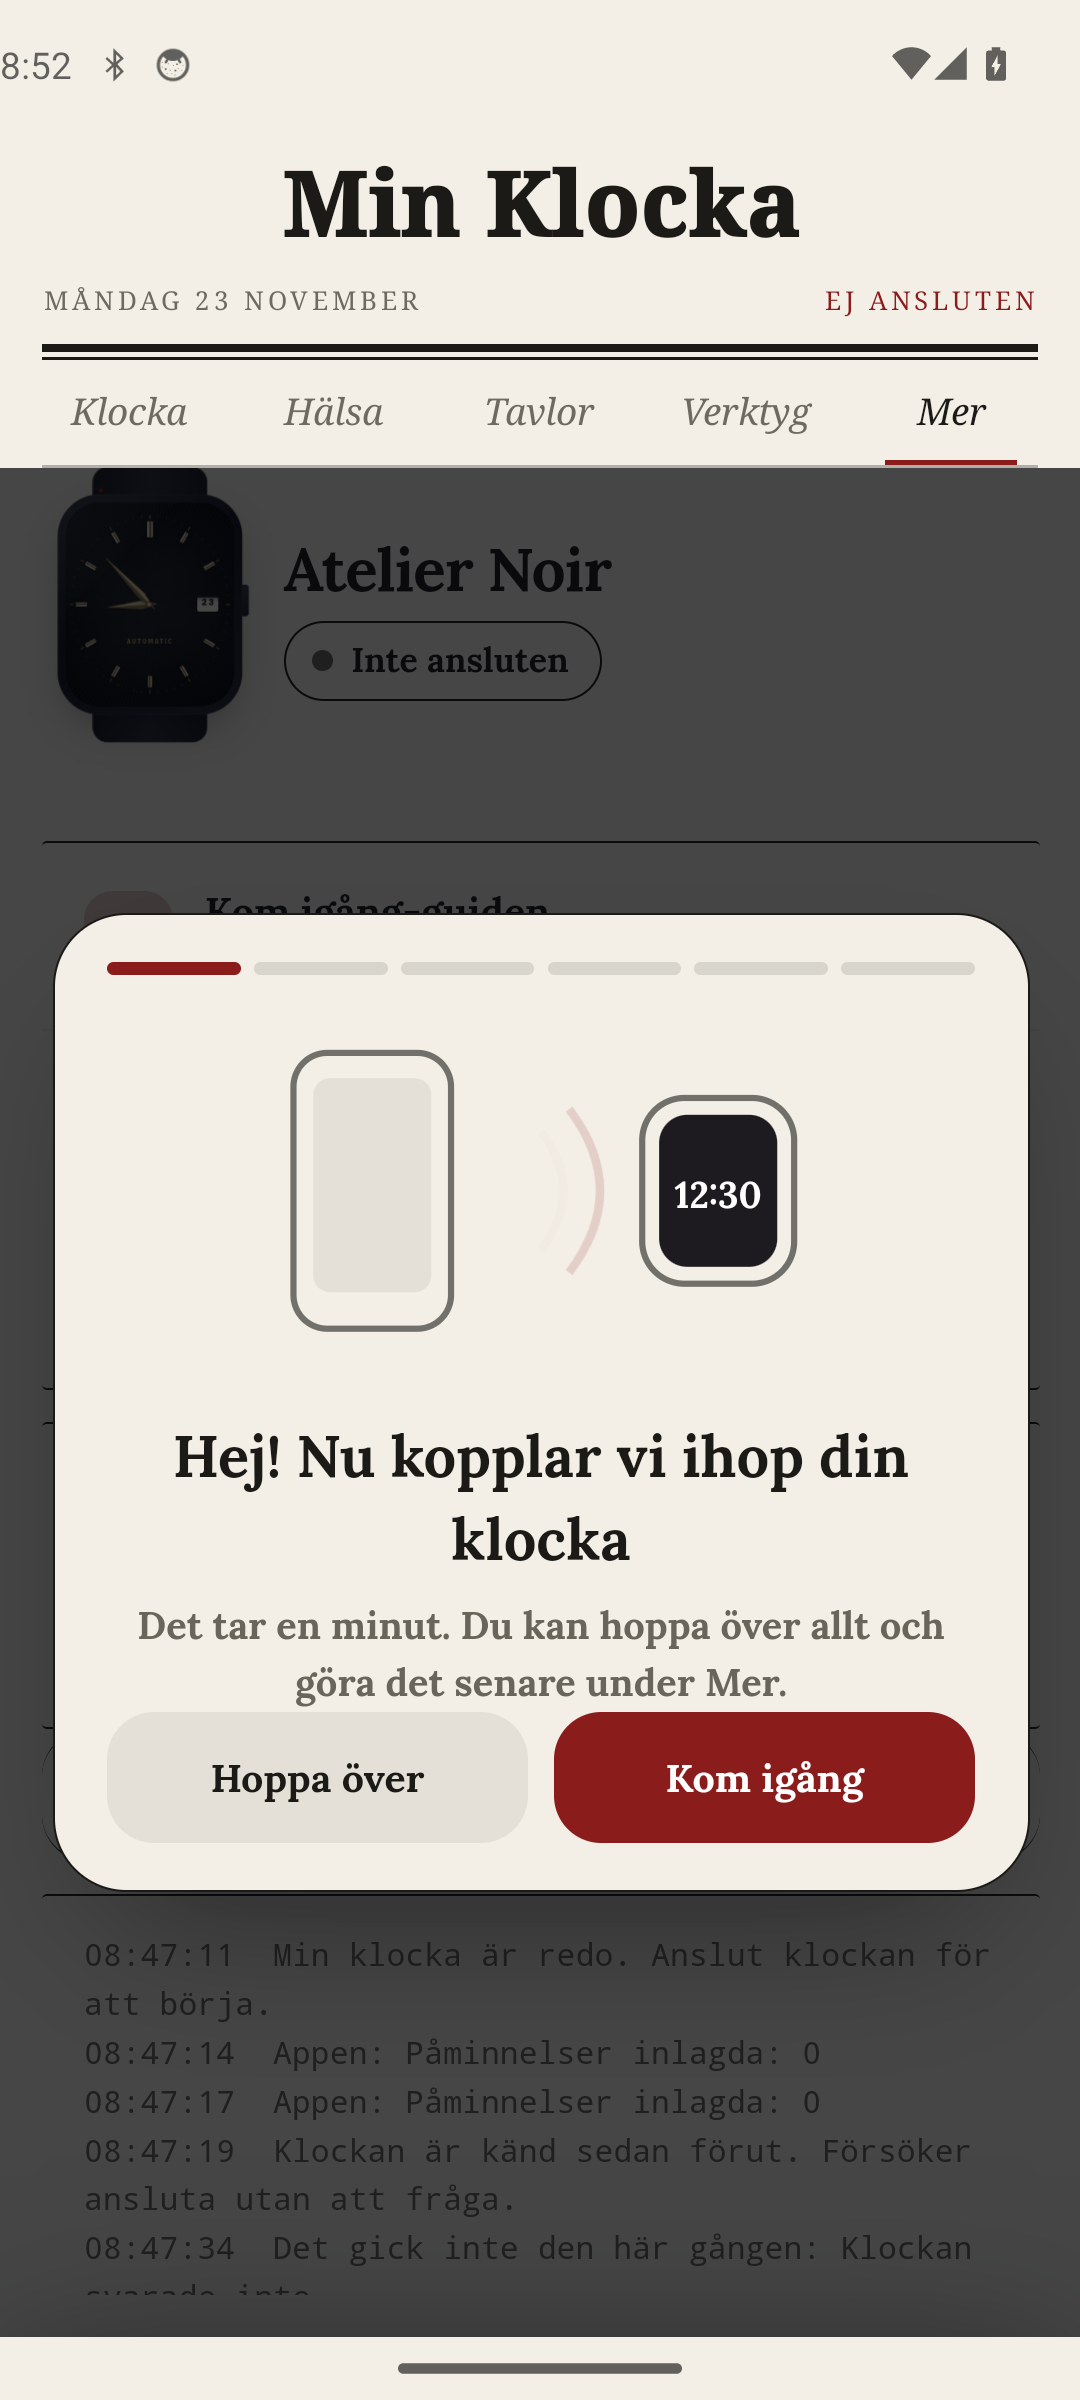 8:52
Min Klocka
MÅNDAG 23 NOVEMBER
EJ ANSLUTEN
Klocka Hälsa Tavlor Verktyg Mer
23
AUTOMATIC
Atelier Noir
Inte ansluten
Kom igång-guiden
12:30
Hej! Nu kopplar vi ihop din
klocka
Det tar en minut. Du kan hoppa över allt och
göra det senare under Mer.
Hoppa över
Kom igång
08:47:11 Min klocka är redo. Anslut klockan för
att börja.
08:47:14 Appen: Påminnelser inlagda: 0
08:47:17 Appen: Påminnelser inlagda: 0
08:47:19 Klockan är känd sedan förut. Försöker
ansluta utan att fråga.
08:47:34 Det gick inte den här gången: Klockan
svarade inte